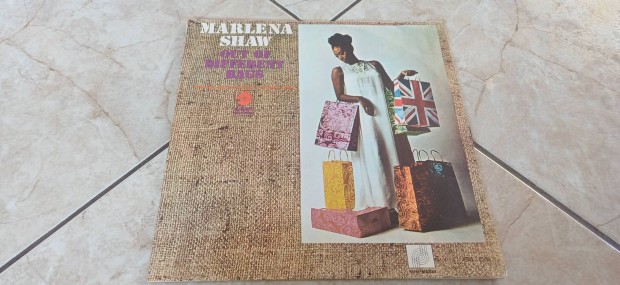 MARLENA
SHAW
OUT OF
DIFFERENT
BAGS